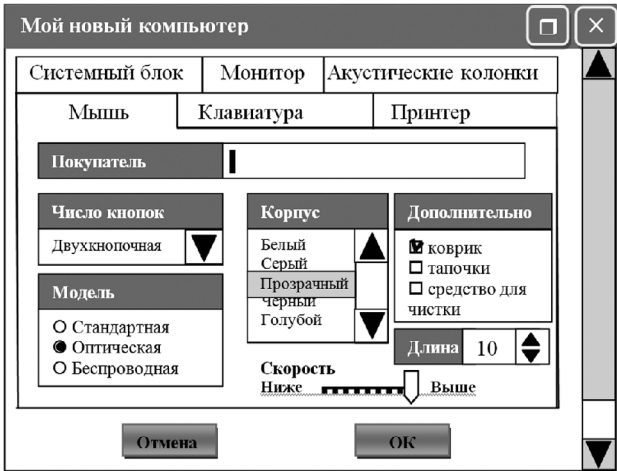 Мой новый компьютер
Системный блок
Монитор
Акустические колонки
Мышь
Клавиатура
Принтер
Покупатель
Число кнопок
Двухкнопочная
Модель
Стандартная
Оптическая
Беспроводная
Корпус
Белый
Серый
Прозрачный
Черный
Голубой
Дополнительно
коврик
тапочки
средство для
чистки
Длина 10
Скорость
Ниже
Выше
Отмена
ОК